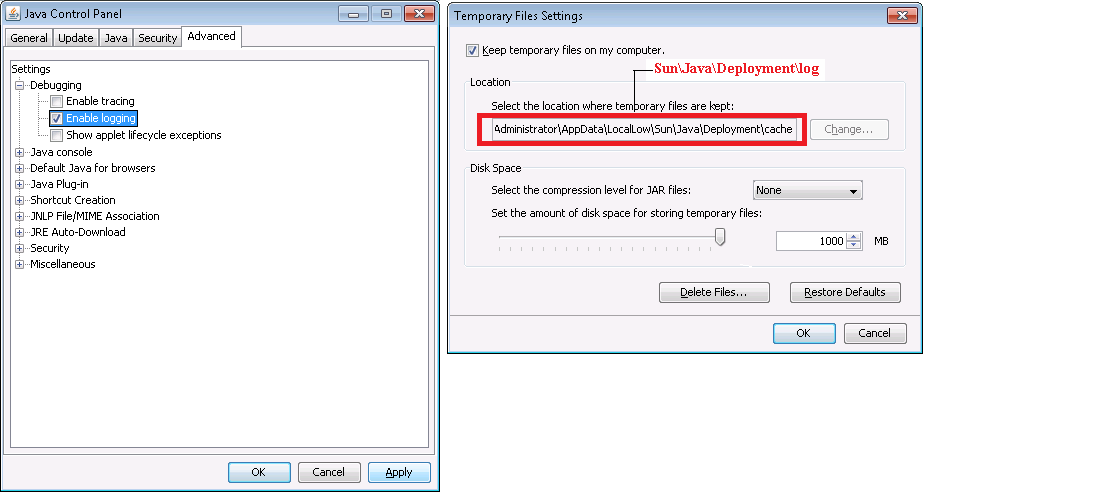 Java Control Panel
General Update Java Security Advanced
Settings
Debugging
Enable tracing
Enable logging
Show applet lifecycle exceptions
Java console
Default Java for browsers
Java Plug-in
Shortcut Creation
JNLP File/MIME Association
JRE Auto-Download
Security
Miscellaneous
OK Cancel Apply
Temporary Files Settings
Keep temporary files on my computer.
Sun\Java\Deployment\log
Location
Select the location where temporary files are kept:
Administrator\AppData\LocalLow\Sun\Java\Deployment\cache Change...
Disk Space
Select the compression level for JAR files: None
Set the amount of disk space for storing temporary files:
1000 MB
Delete Files... Restore Defaults
OK Cancel